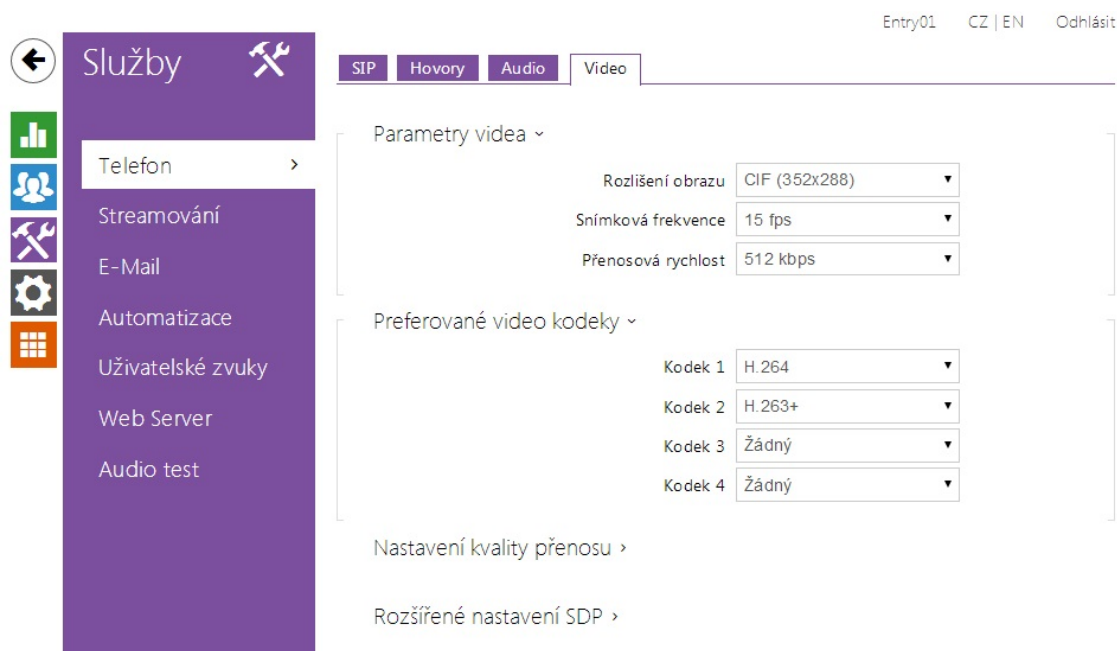 Entry01 CZ | EN Odhlásit
Služby
SIP Hovory Audio Video
Telefon
Streamování
E-Mail
Automatizace
Uživatelské zvuky
Web Server
Audio test
Parametry videa
Rozlišení obrazu CIF (352x288)
Snímková frekvence 15 fps
Přenosová rychlost 512 kbps
Preferované video kodeky
Kodek 1 H.264
Kodek 2 H.263+
Kodek 3 Žádný
Kodek 4 Žádný
Nastavení kvality přenosu
Rozšířené nastavení SDP